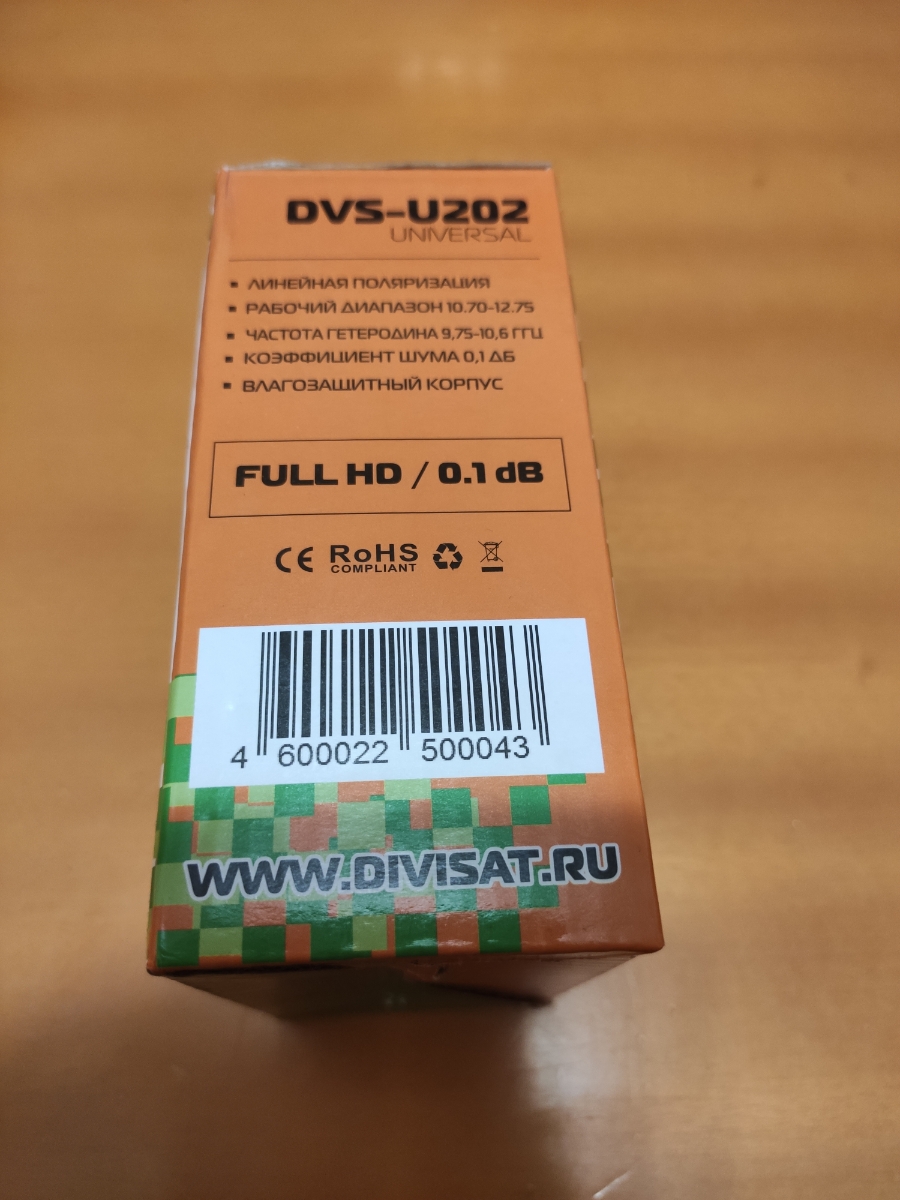 DVS-U202
UNIVERSAL
▪ ЛИНЕЙНАЯ ПОЛЯРИЗАЦИЯ
▪ РАБОЧИЙ ДИАПАЗОН 10.70-12.75
▪ ЧАСТОТА ГЕТЕРОДИНА 9,75-10,6 ГГЦ
▪ КОЭФФИЦИЕНТ ШУМА 0,1 ДБ
▪ ВЛАГОЗАЩИТНЫЙ КОРПУС
FULL HD / 0.1 dB
CE RoHS
COMPLIANT
4 600022 500043
WWW.DIVISAT.RU